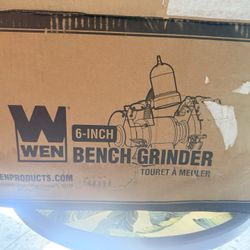 WEN
6-INCH
BENCH GRINDER
TOURET À MEULER
ENPRODUCTS.COM